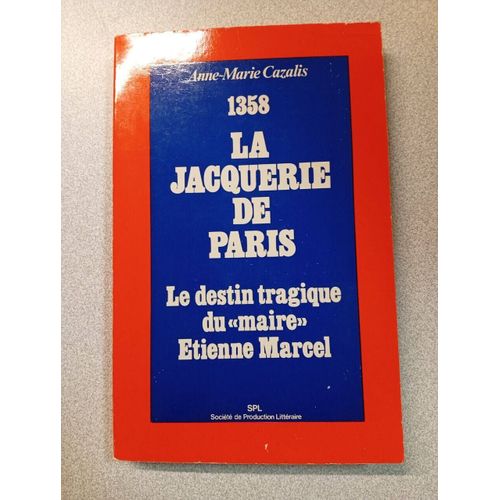 Anne-Marie Cazalis
1358
LA
JACQUERIE
DE
PARIS
Le destin tragique
du «maire»
Etienne Marcel
SPL
Société de Production Littéraire